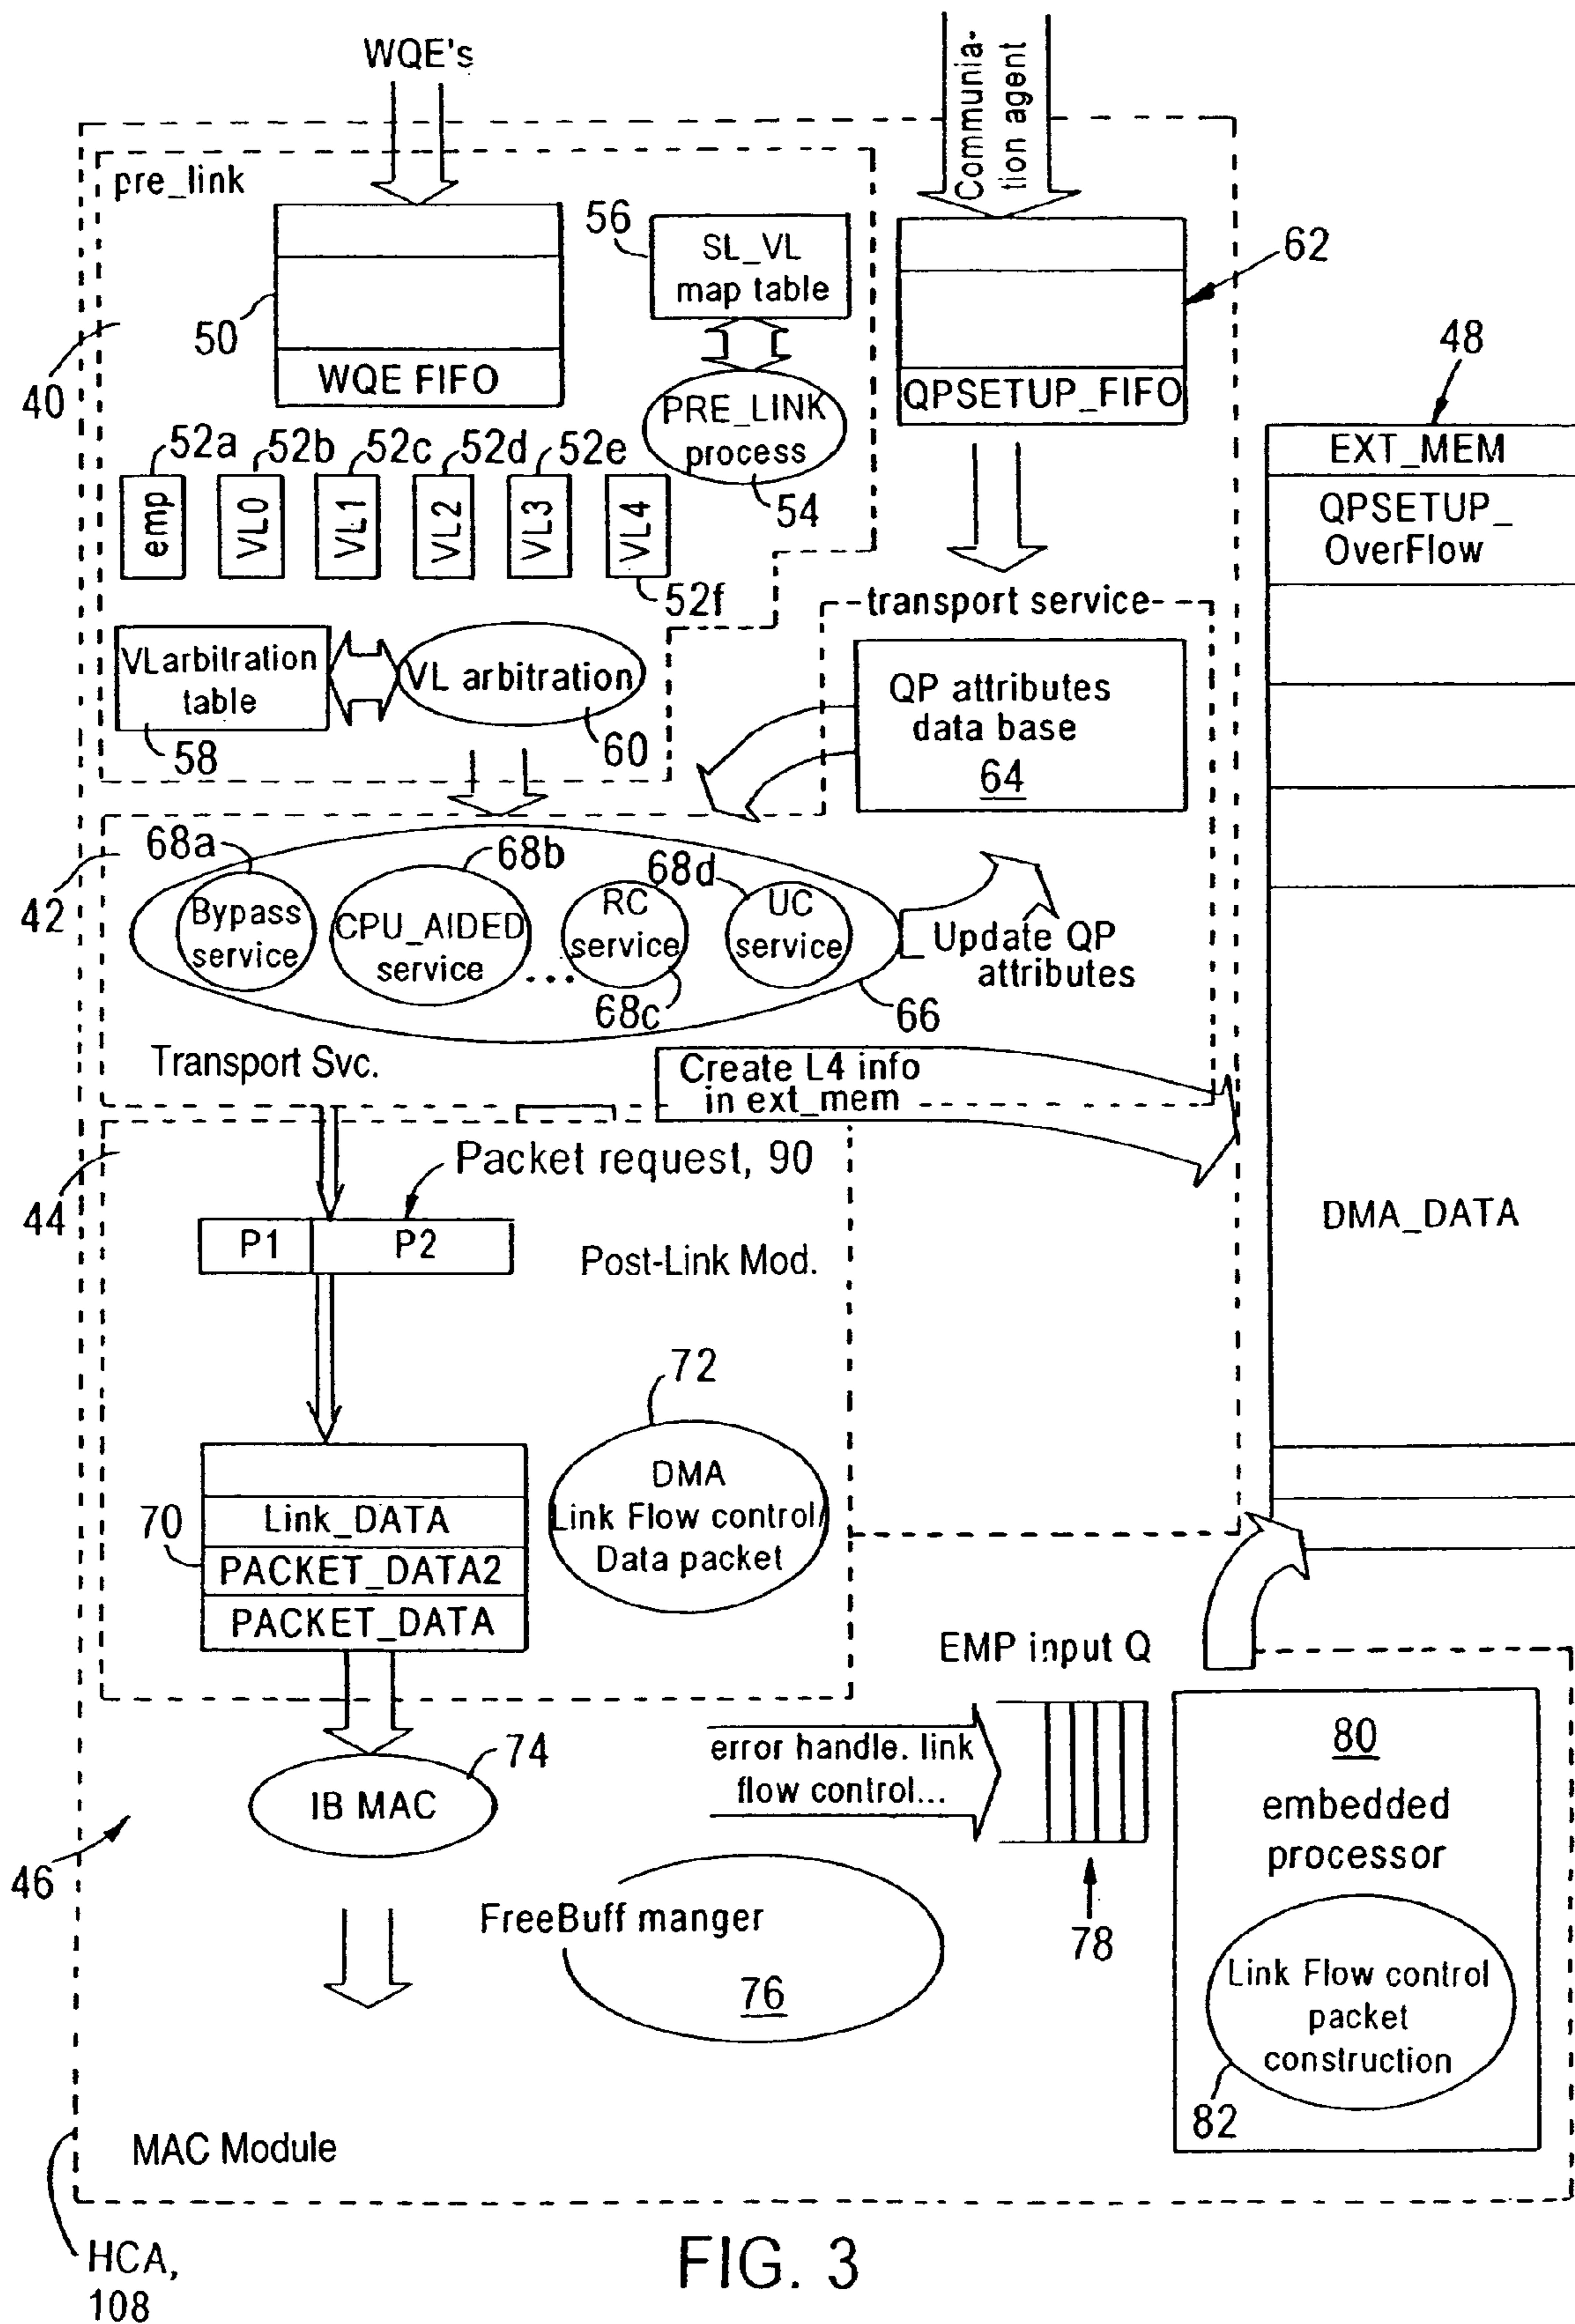 WQE's
Communia-
tion agent
pre_link
56
SL_VL
map table
62
50
40
WQE FIFO
PRE_LINK
process
54
QPSETUP_FIFO
48
EXT_MEM
QPSETUP_
OverFlow
52a
52b
52c
52d
52e
emp
VL0
VL1
VL2
VL3
VL4
52f
transport service
VL arbitration
table
58
VL arbitration
60
QP attributes
data base
64
68a
68b
68d
42
Bypass
service
CPU_AIDED
service
...
RC
service
68c
UC
service
66
Update QP
attributes
Transport Svc.
Create L4 info
in ext_mem
44
Packet request, 90
P1
P2
Post-Link Mod.
DMA_DATA
72
DMA
Link Flow control/
Data packet
70
Link_DATA
PACKET_DATA2
PACKET_DATA
EMP input Q
74
IB MAC
error handle. link
flow control...
78
80
embedded
processor
46
FreeBuff manger
76
Link Flow control
packet
construction
82
MAC Module
HCA,
108
FIG. 3